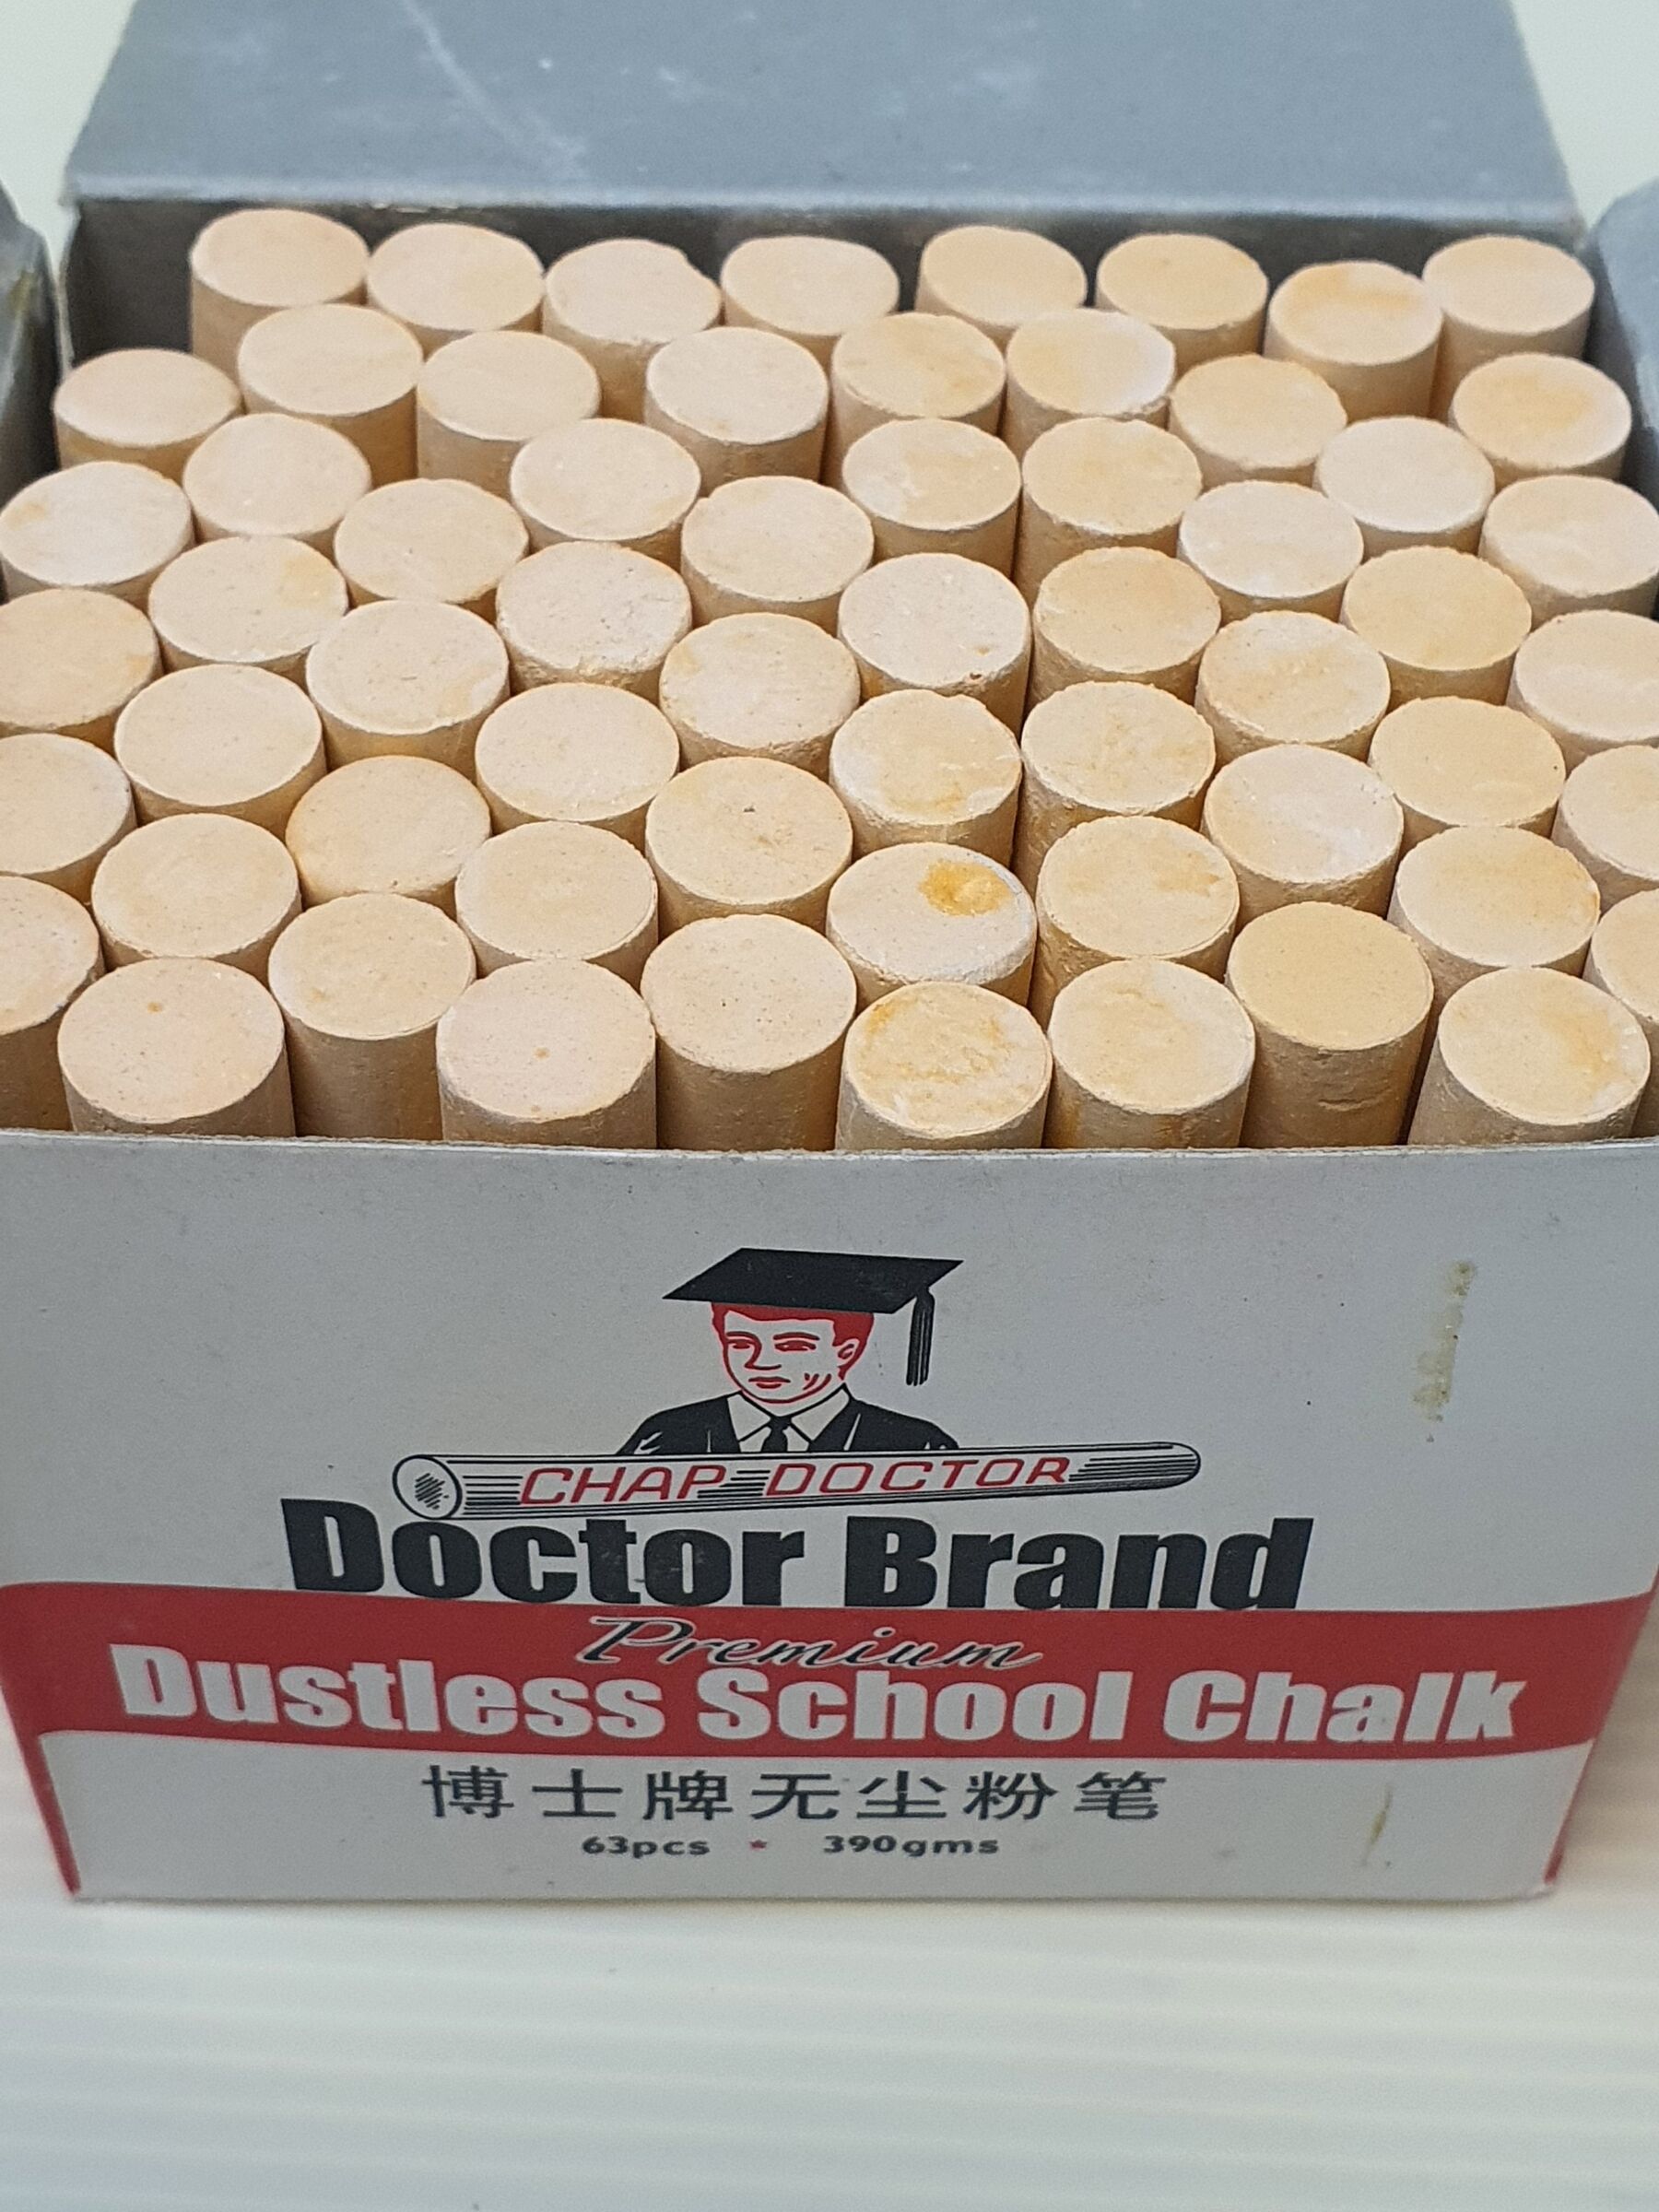 CHAP DOCTOR
Doctor Brand
Premium
Dustless School Chalk
博士牌无尘粉笔
63pcs * 390gms